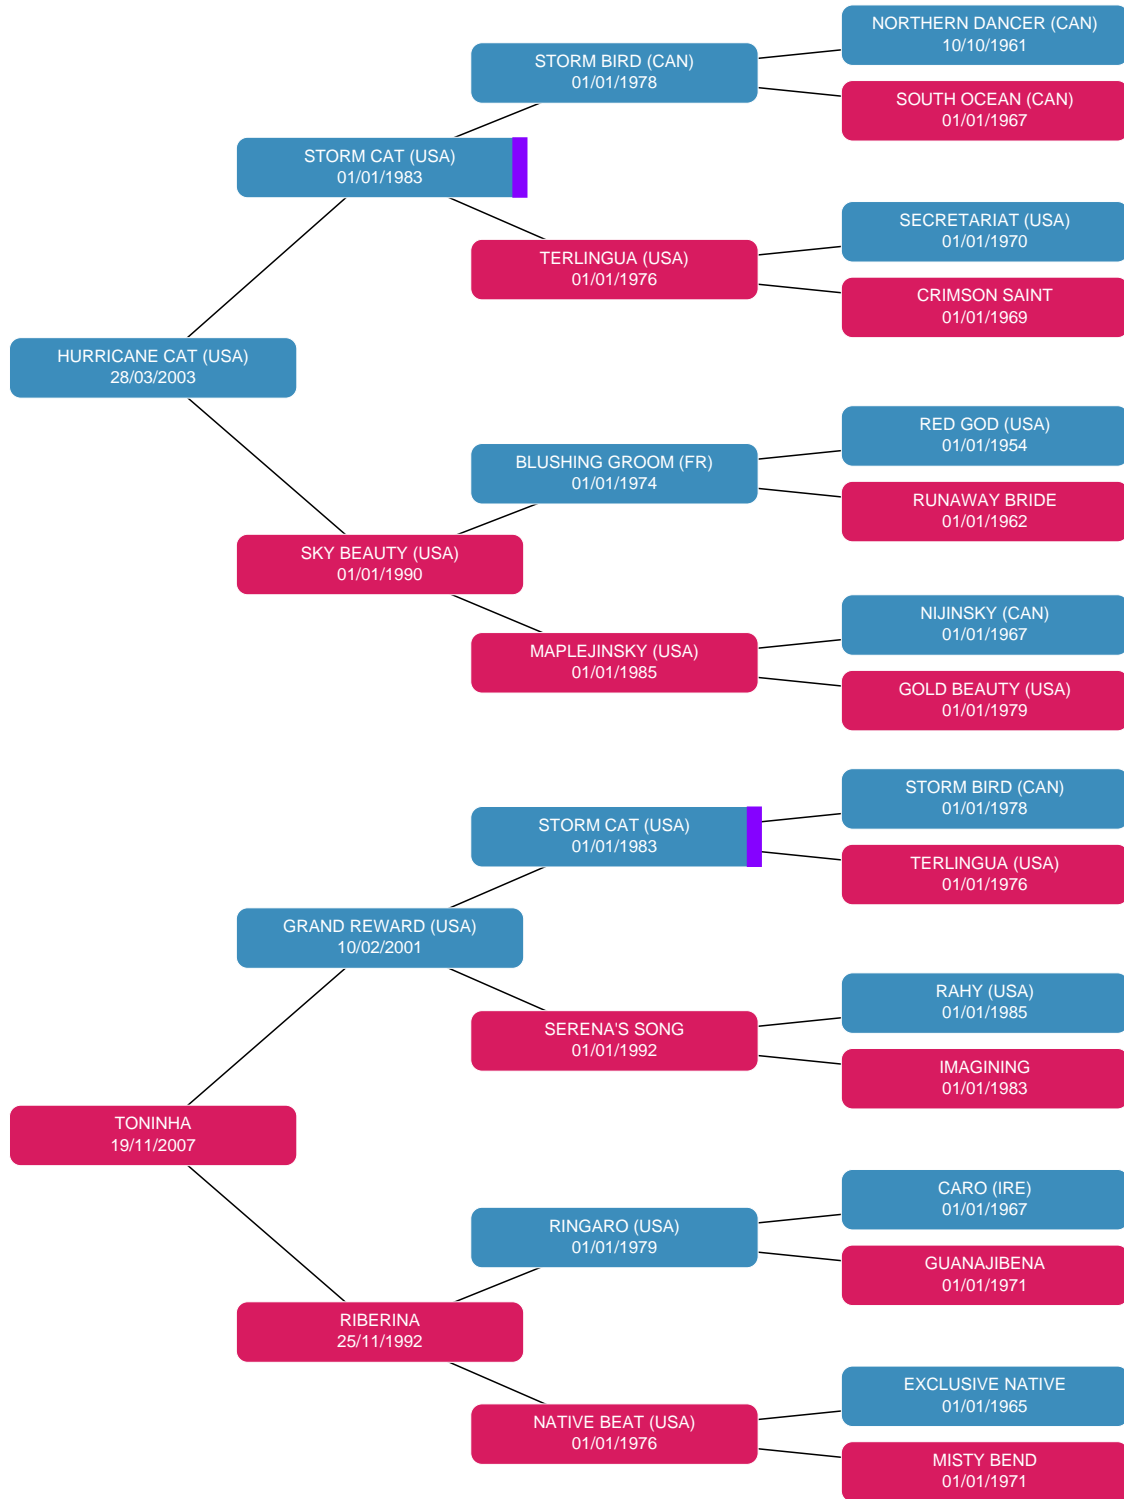 NORTHERN DANCER (CAN)
10/10/1961
STORM BIRD (CAN)
01/01/1978
SOUTH OCEAN (CAN)
01/01/1967
STORM CAT (USA)
01/01/1983
SECRETARIAT (USA)
01/01/1970
TERLINGUA (USA)
01/01/1976
CRIMSON SAINT
01/01/1969
HURRICANE CAT (USA)
28/03/2003
RED GOD (USA)
01/01/1954
BLUSHING GROOM (FR)
01/01/1974
RUNAWAY BRIDE
01/01/1962
SKY BEAUTY (USA)
01/01/1990
NIJINSKY (CAN)
01/01/1967
MAPLEJINSKY (USA)
01/01/1985
GOLD BEAUTY (USA)
01/01/1979
STORM BIRD (CAN)
01/01/1978
STORM CAT (USA)
01/01/1983
TERLINGUA (USA)
01/01/1976
GRAND REWARD (USA)
10/02/2001
RAHY (USA)
01/01/1985
SERENA'S SONG
01/01/1992
IMAGINING
01/01/1983
TONINHA
19/11/2007
CARO (IRE)
01/01/1967
RINGARO (USA)
01/01/1979
GUANAJIBENA
01/01/1971
RIBERINA
25/11/1992
EXCLUSIVE NATIVE
01/01/1965
NATIVE BEAT (USA)
01/01/1976
MISTY BEND
01/01/1971